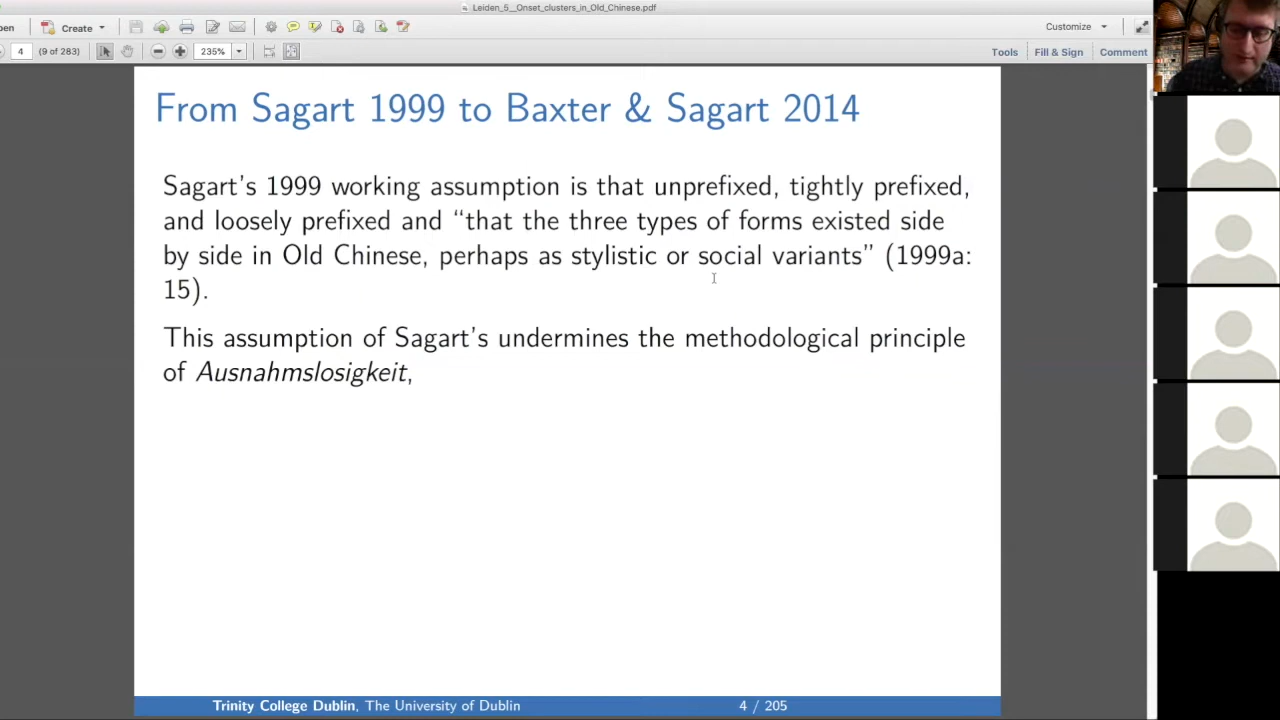 Leiden_5__Onset_clusters_in_Old_Chinese.pdf
pen Create Customize
4 (9 of 283) 235% Tools Fill & Sign Comment
From Sagart 1999 to Baxter & Sagart 2014
Sagart's 1999 working assumption is that unprefixed, tightly prefixed,
and loosely prefixed and “that the three types of forms existed side
by side in Old Chinese, perhaps as stylistic or social variants” (1999a:
15).
This assumption of Sagart's undermines the methodological principle
of Ausnahmslosigkeit,
Trinity College Dublin, The University of Dublin 4 / 205